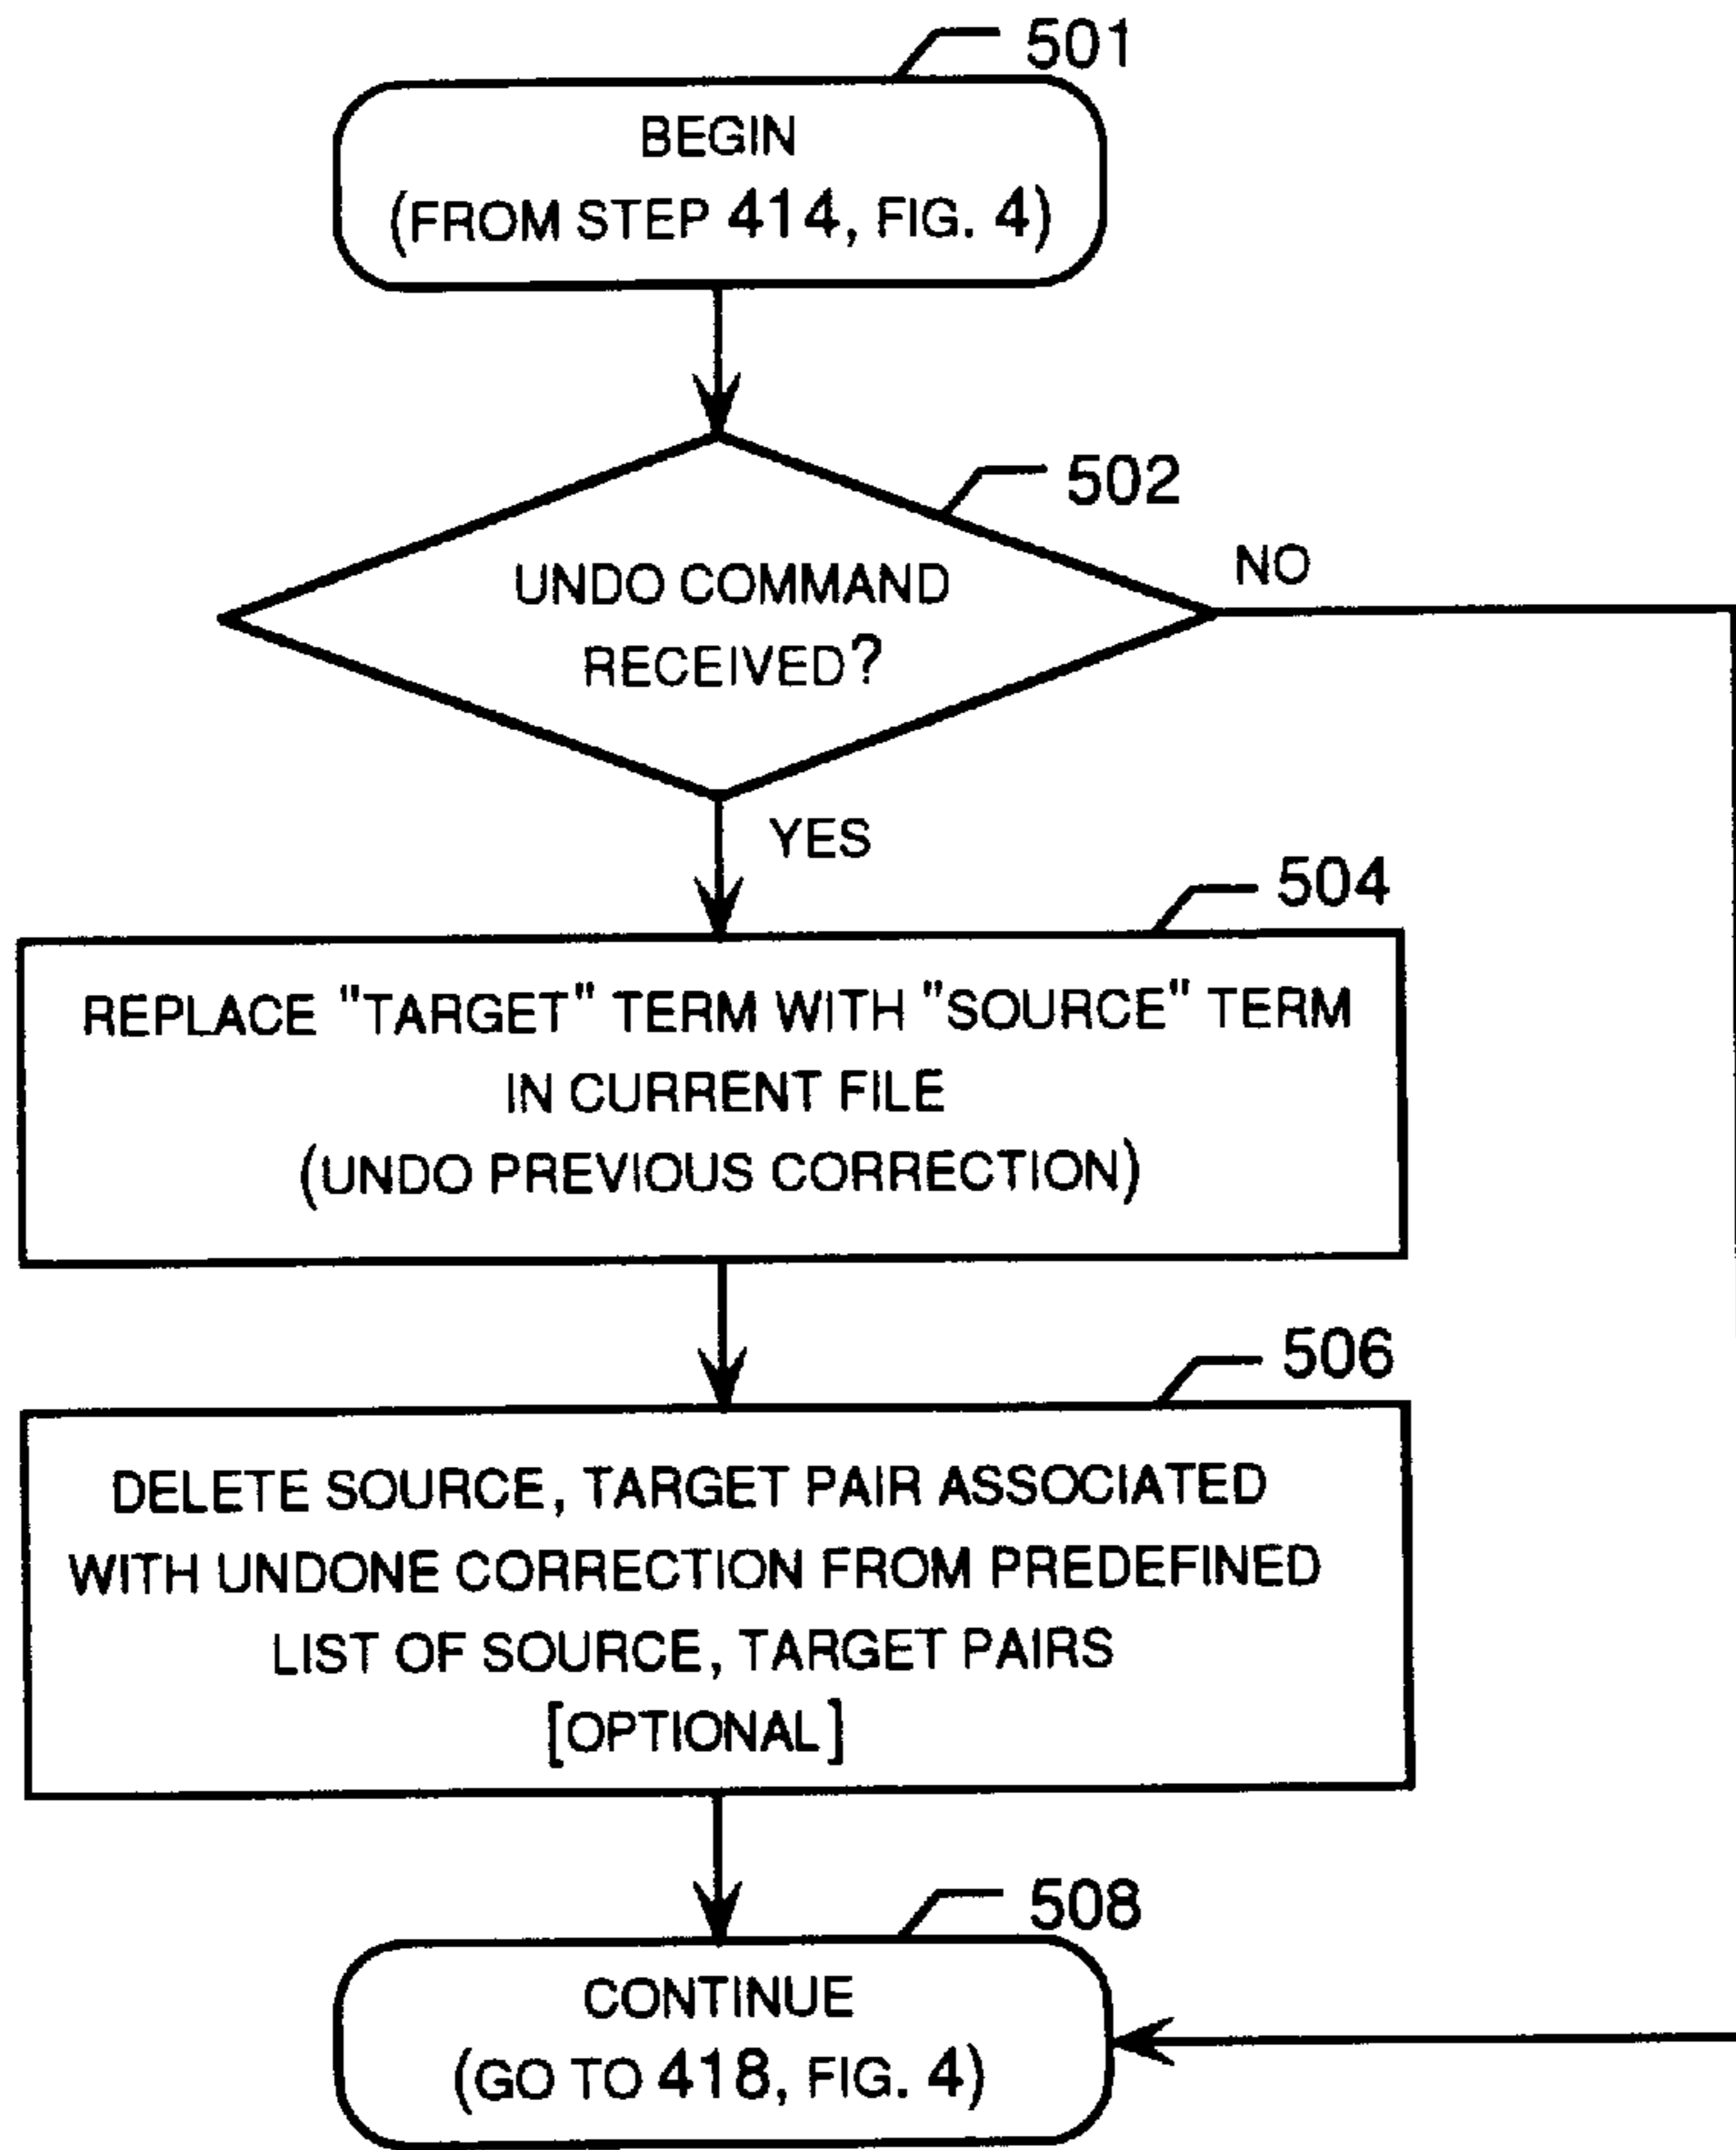 501
BEGIN
(FROM STEP 414, FIG. 4)
502
UNDO COMMAND
RECEIVED?
NO
YES
504
REPLACE "TARGET" TERM WITH "SOURCE" TERM
IN CURRENT FILE
(UNDO PREVIOUS CORRECTION)
506
DELETE SOURCE, TARGET PAIR ASSOCIATED
WITH UNDONE CORRECTION FROM PREDEFINED
LIST OF SOURCE, TARGET PAIRS
[OPTIONAL]
508
CONTINUE
(GO TO 418, FIG. 4)